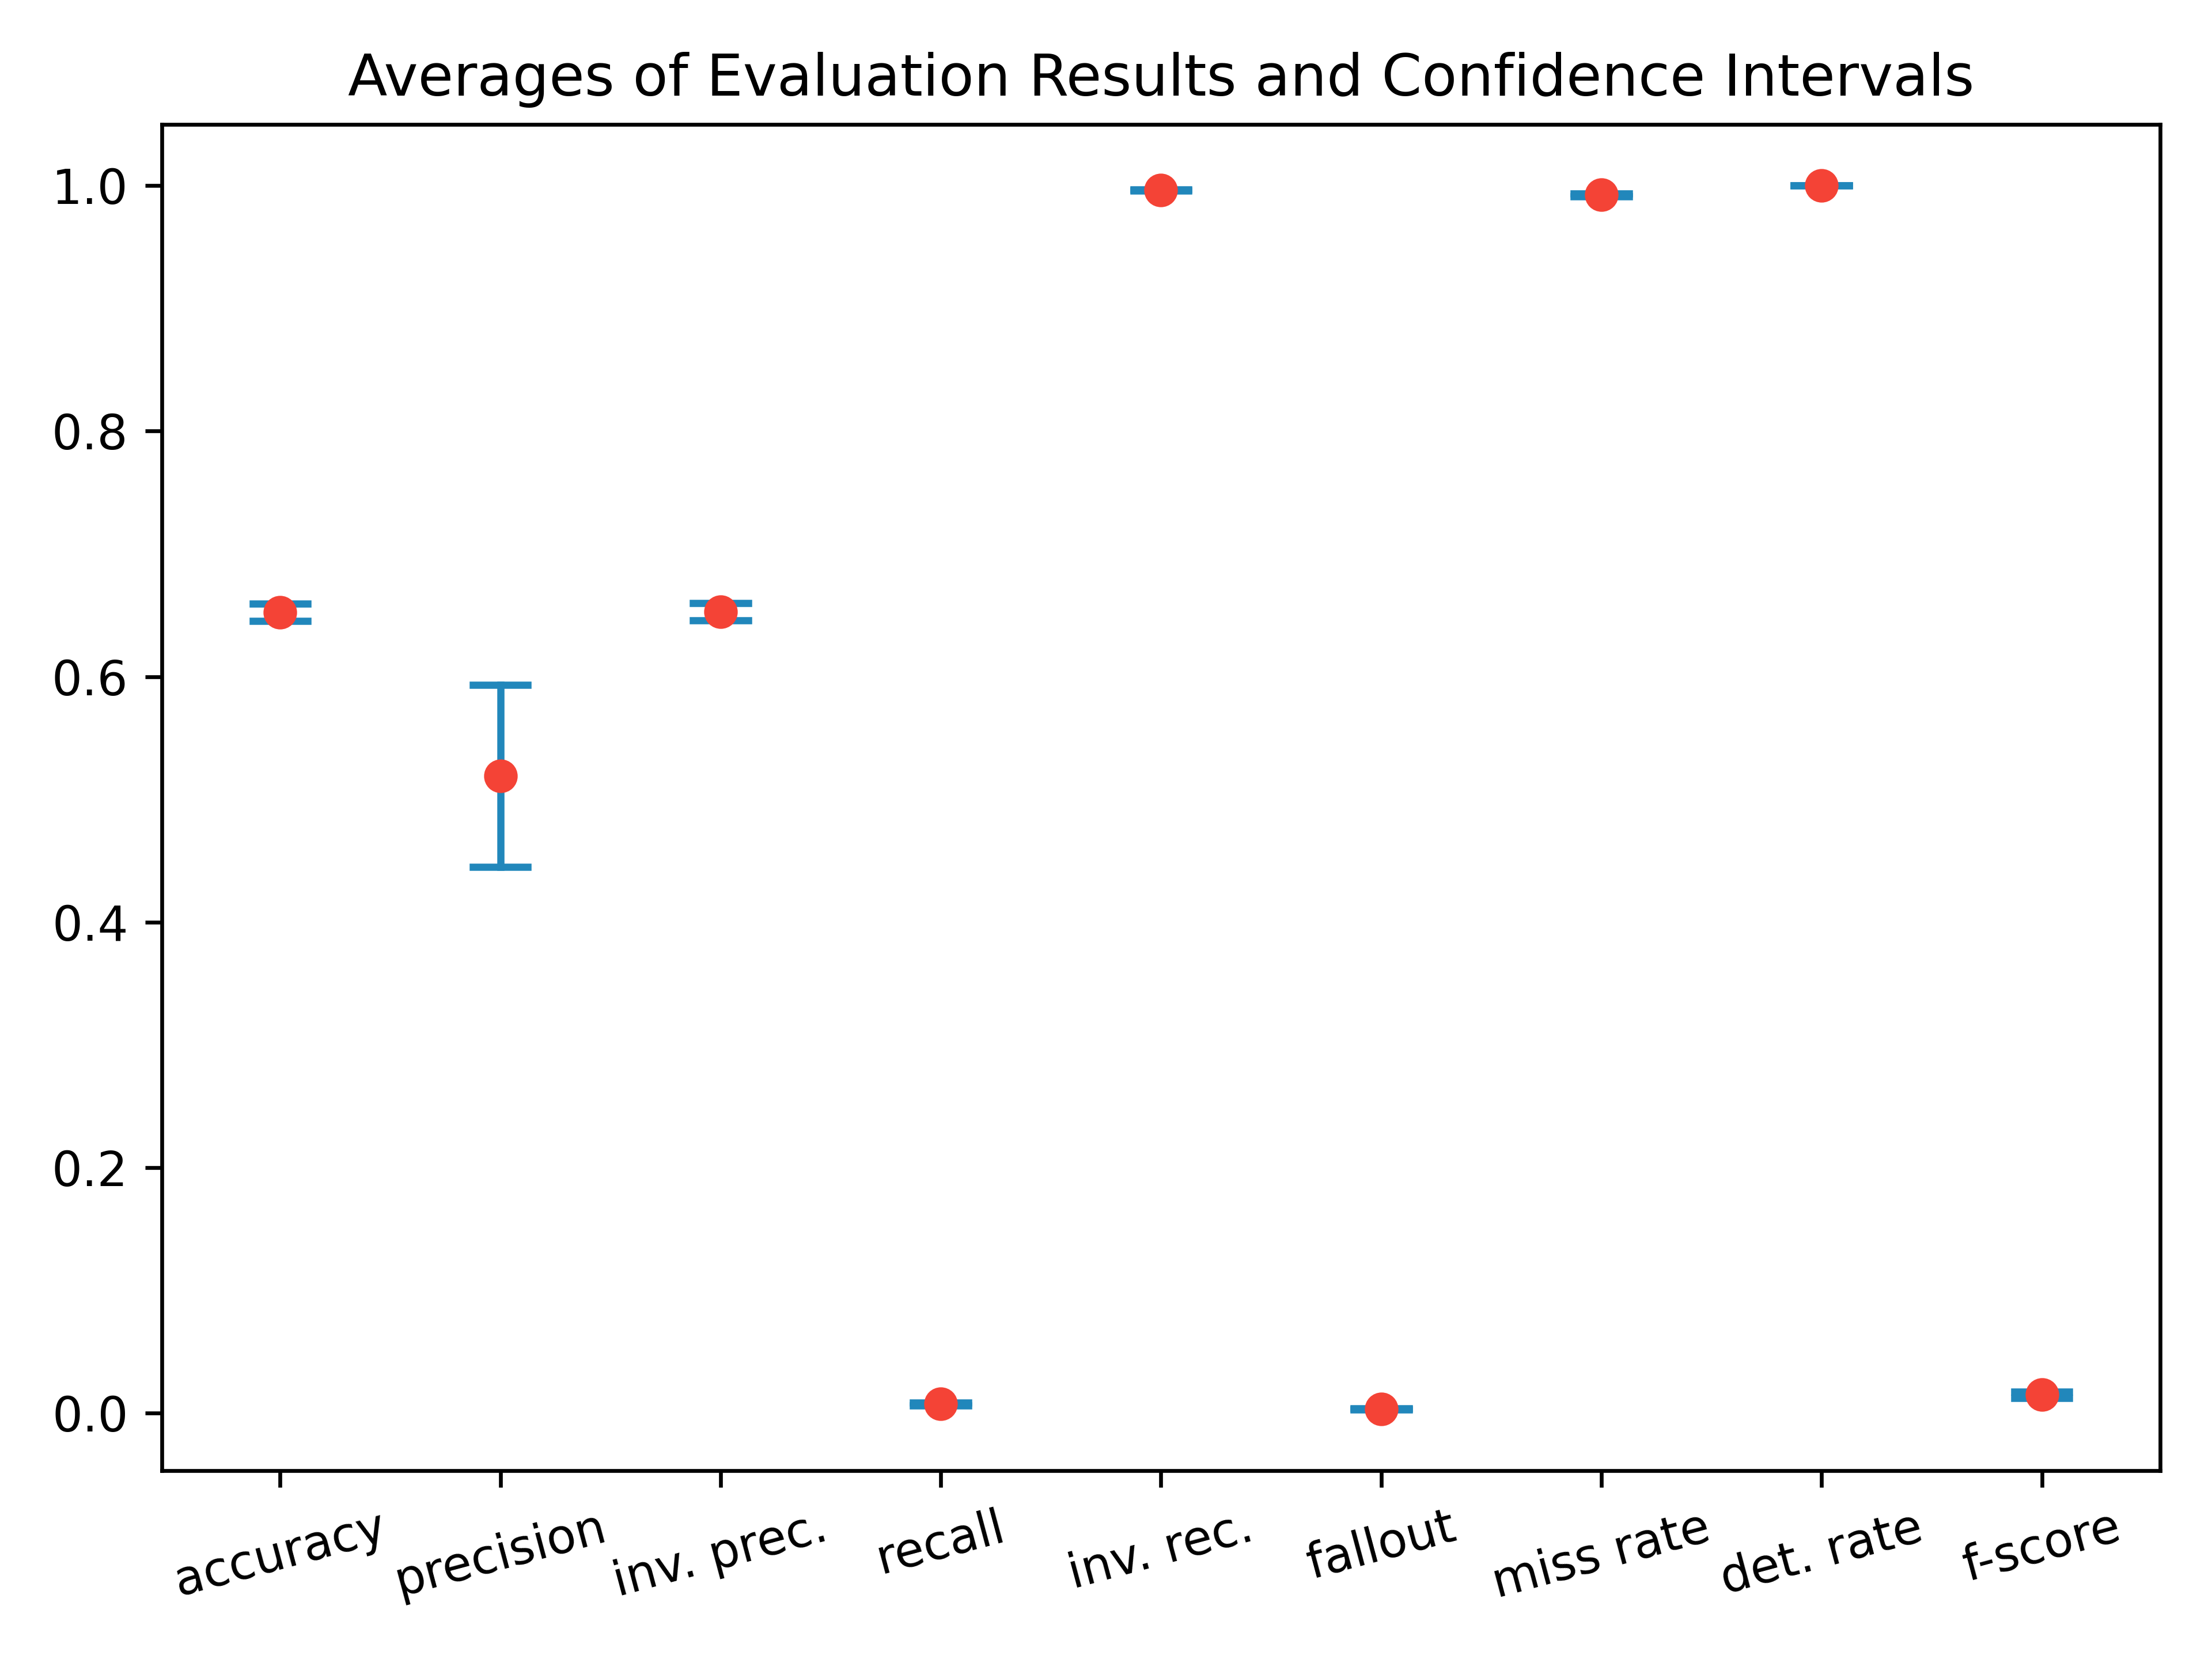 Averages of Evaluation Results and Confidence Intervals
1.0
0.8
0.6
0.4
0.2
0.0
accuracy
precision
inv. prec.
recall
inv. rec.
fallout
miss rate
det. rate
f-score